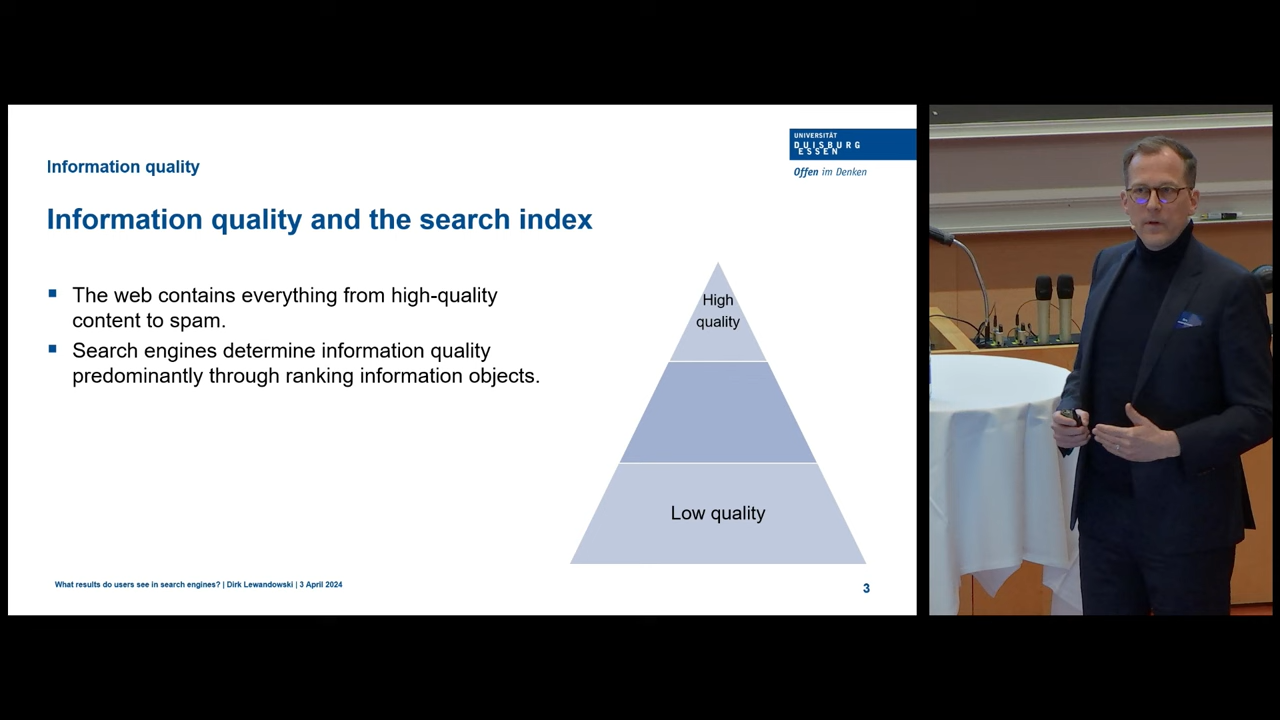 Information quality
UNIVERSITÄT
DUISBURG
ESSEN
Offen im Denken
Information quality and the search index
The web contains everything from high-quality
content to spam.
Search engines determine information quality
predominantly through ranking information objects.
High
quality
Low quality
What results do users see in search engines? | Dirk Lewandowski | 3 April 2024
3